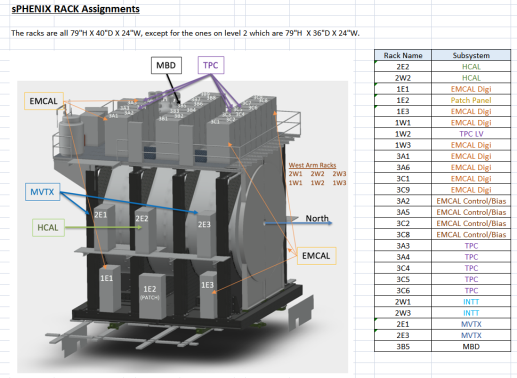 sPHENIX RACK Assignments
The racks are all 79"H X 40"D X 24"W, except for the ones on level 2 which are 79"H X 36"D X 24"W.
MBD
TPC
EMCAL
West Arm Racks
2W1 2W2 2W3
1W1 1W2 1W3
MVTX
HCAL
2E1
2E2
2E3
North
EMCAL
1E1
1E2
(PATCH)
1E3
Rack Name Subsystem
2E2 HCAL
2W2 HCAL
1E1 EMCAL Digi
1E2 Patch Panel
1E3 EMCAL Digi
1W1 EMCAL Digi
1W2 TPC LV
1W3 EMCAL Digi
3A1 EMCAL Digi
3A6 EMCAL Digi
3C1 EMCAL Digi
3C9 EMCAL Digi
3A2 EMCAL Control/Bias
3A5 EMCAL Control/Bias
3C2 EMCAL Control/Bias
3C8 EMCAL Control/Bias
3A3 TPC
3A4 TPC
3C4 TPC
3C5 TPC
3C6 TPC
2W1 INTT
2W3 INTT
2E1 MVTX
2E3 MVTX
3B5 MBD